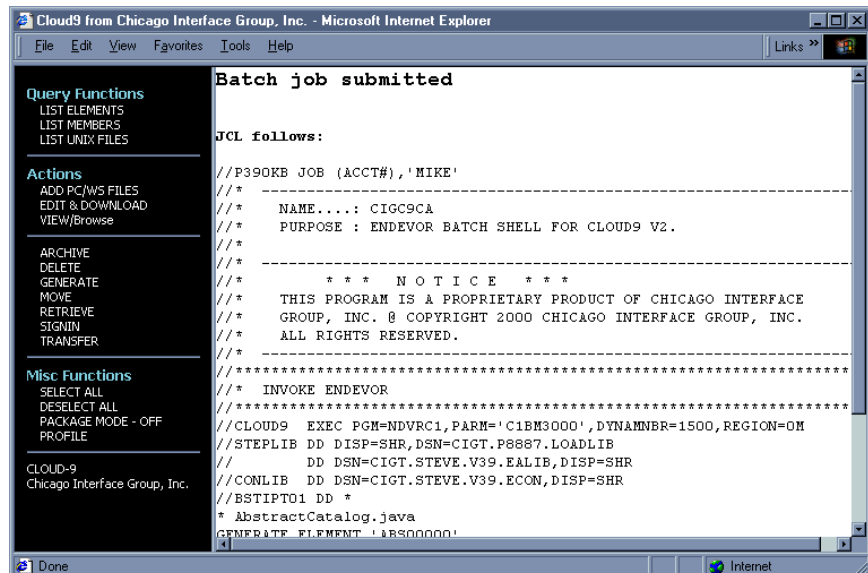 Cloud9 from Chicago Interface Group, Inc. - Microsoft Internet Explorer
File Edit View Favorites Tools Help Links »
Query Functions
LIST ELEMENTS
LIST MEMBERS
LIST UNIX FILES
Actions
ADD PC/WS FILES
EDIT & DOWNLOAD
VIEW/Browse
ARCHIVE
DELETE
GENERATE
MOVE
RETRIEVE
SIGNIN
TRANSFER
Misc Functions
SELECT ALL
DESELECT ALL
PACKAGE MODE - OFF
PROFILE
CLOUD-9
Chicago Interface Group, Inc.
Batch job submitted
JCL follows:
//P390KB JOB (ACCT#),'MIKE'
//* --------------------------------------------------------------
//* NAME....: CIGC9CA
//* PURPOSE : ENDEVOR BATCH SHELL FOR CLOUD9 V2.
//*
//* --------------------------------------------------------------
//* * * * N O T I C E * * *
//* THIS PROGRAM IS A PROPRIETARY PRODUCT OF CHICAGO INTERFACE
//* GROUP, INC. @ COPYRIGHT 2000 CHICAGO INTERFACE GROUP, INC.
//* ALL RIGHTS RESERVED.
//* --------------------------------------------------------------
//*******************************************************************
//* INVOKE ENDEVOR
//*******************************************************************
//CLOUD9 EXEC PGM=NDVRC1,PARM='C1BM3000',DYNAMNBR=1500,REGION=0M
//STEPLIB DD DISP=SHR,DSN=CIGT.P8887.LOADLIB
// DD DSN=CIGT.STEVE.V39.EALIB,DISP=SHR
//CONLIB DD DSN=CIGT.STEVE.V39.ECON,DISP=SHR
//BSTIPT01 DD *
* AbstractCatalog.java
GENERATE ELEMENT 'ABS00000'
Done Internet